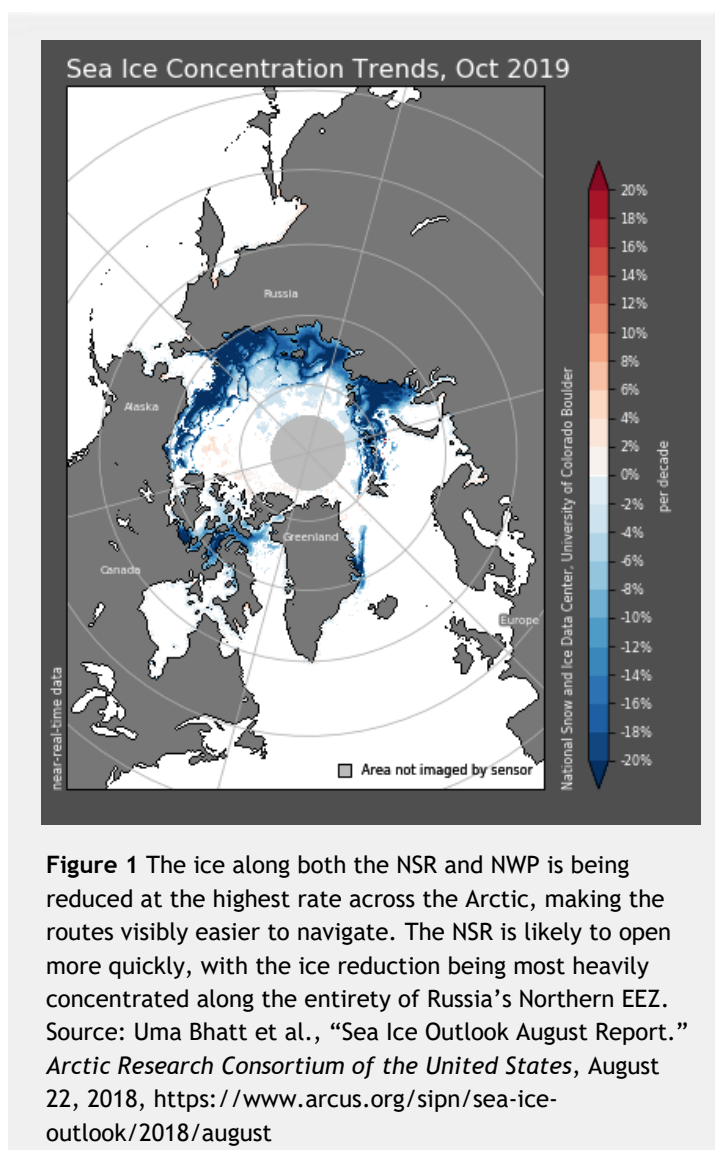 Sea Ice Concentration Trends, Oct 2019
Russia
Alaska
Greenland
Canada
Europe
near-real-time data
Area not imaged by sensor
National Snow and Ice Data Center, University of Colorado Boulder
20%
18%
16%
14%
12%
10%
8%
6%
4%
2%
0%
-2%
-4%
-6%
-8%
-10%
-12%
-14%
-16%
-18%
-20%
per decade
Figure 1 The ice along both the NSR and NWP is being
reduced at the highest rate across the Arctic, making the
routes visibly easier to navigate. The NSR is likely to open
more quickly, with the ice reduction being most heavily
concentrated along the entirety of Russia’s Northern EEZ.
Source: Uma Bhatt et al., “Sea Ice Outlook August Report.”
Arctic Research Consortium of the United States, August
22, 2018, https://www.arcus.org/sipn/sea-ice-
outlook/2018/august